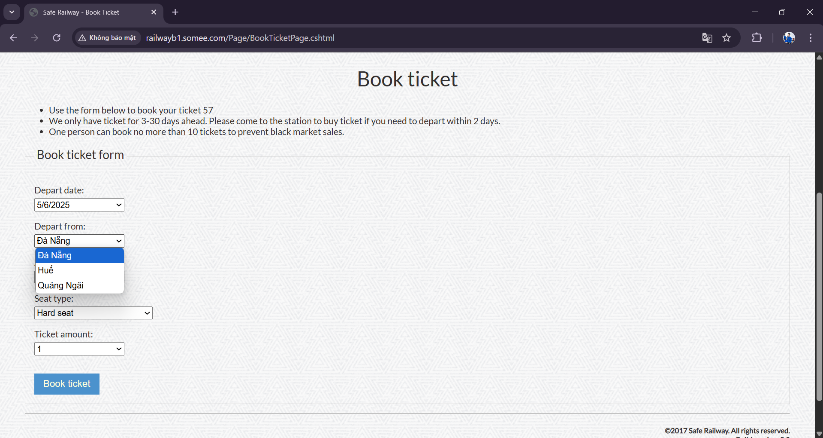 Safe Railway - Book Ticket
Không bảo mật
railwayb1.somee.com/Page/BookTicketPage.cshtml
Book ticket
Use the form below to book your ticket 57
We only have ticket for 3-30 days ahead. Please come to the station to buy ticket if you need to depart within 2 days.
One person can book no more than 10 tickets to prevent black market sales.
Book ticket form
Depart date:
5/6/2025
Depart from:
Đà Nẵng
Đà Nẵng
Huế
Quảng Ngãi
Seat type:
Hard seat
Ticket amount:
1
Book ticket
©2017 Safe Railway. All rights reserved.